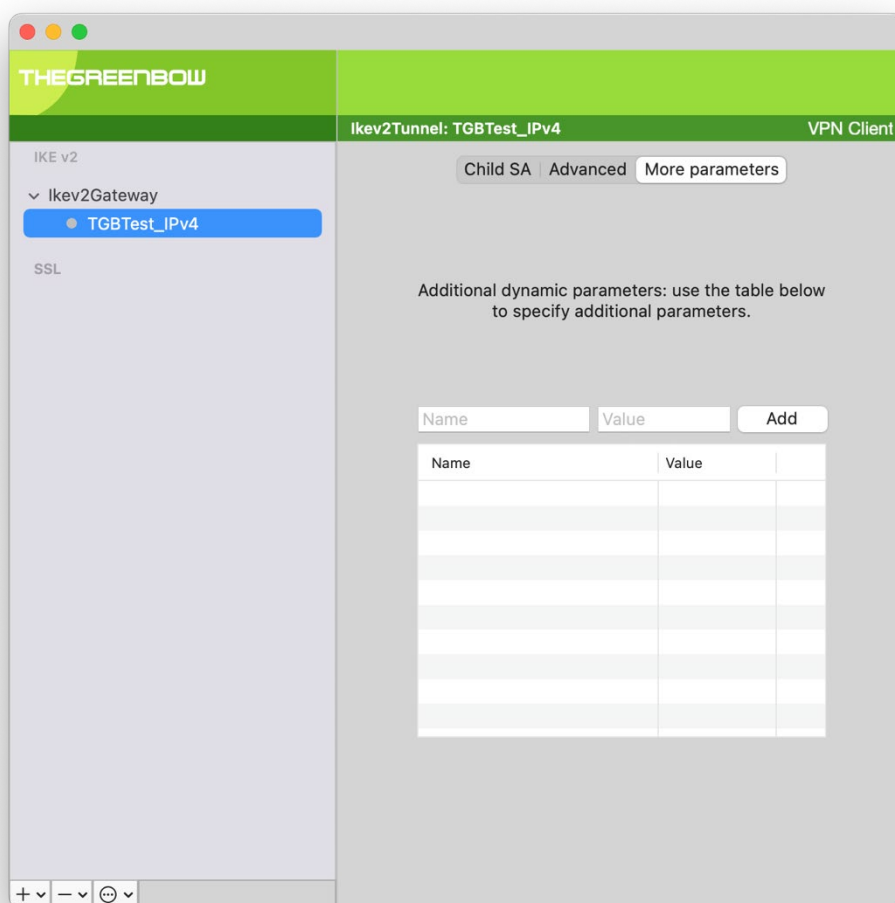 THEGREENBOW
Ikev2Tunnel: TGBTest_IPv4
VPN Client
IKE v2
Ikev2Gateway
TGBTest_IPv4
SSL
Child SA
Advanced
More parameters
Additional dynamic parameters: use the table below
to specify additional parameters.
Name
Value
Add
Name
Value